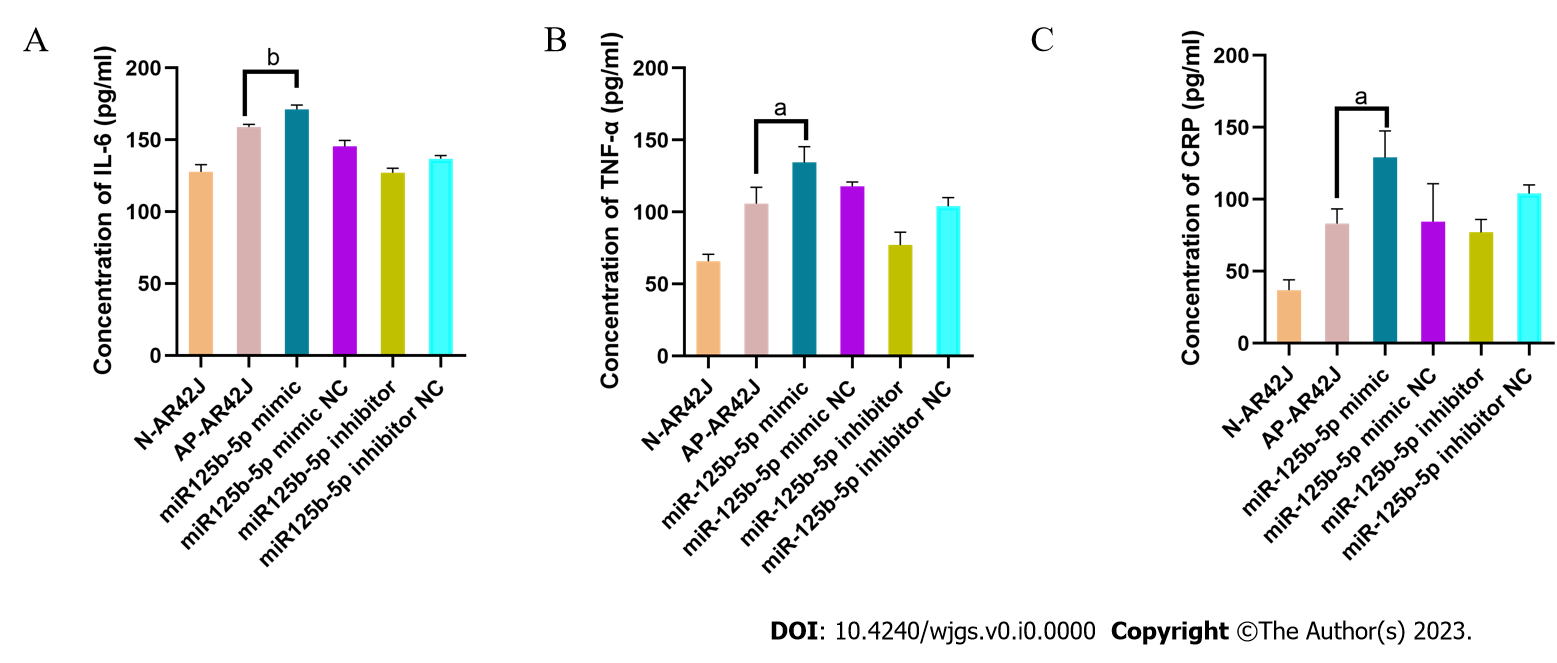 A
Concentration of IL-6 (pg/ml)
200
150
100
50
0
b
N-AR42J
AP-AR42J
miR125b-5p mimic
miR125b-5p mimic NC
miR125b-5p inhibitor
miR125b-5p inhibitor NC
B
Concentration of TNF-α (pg/ml)
200
150
100
50
0
a
N-AR42J
AP-AR42J
miR-125b-5p mimic
miR-125b-5p mimic NC
miR-125b-5p inhibitor
miR-125b-5p inhibitor NC
C
Concentration of CRP (pg/ml)
200
150
100
50
0
a
N-AR42J
AP-AR42J
miR-125b-5p mimic
miR-125b-5p mimic NC
miR-125b-5p inhibitor
miR-125b-5p inhibitor NC
DOI: 10.4240/wjgs.v0.i0.0000 Copyright ©The Author(s) 2023.